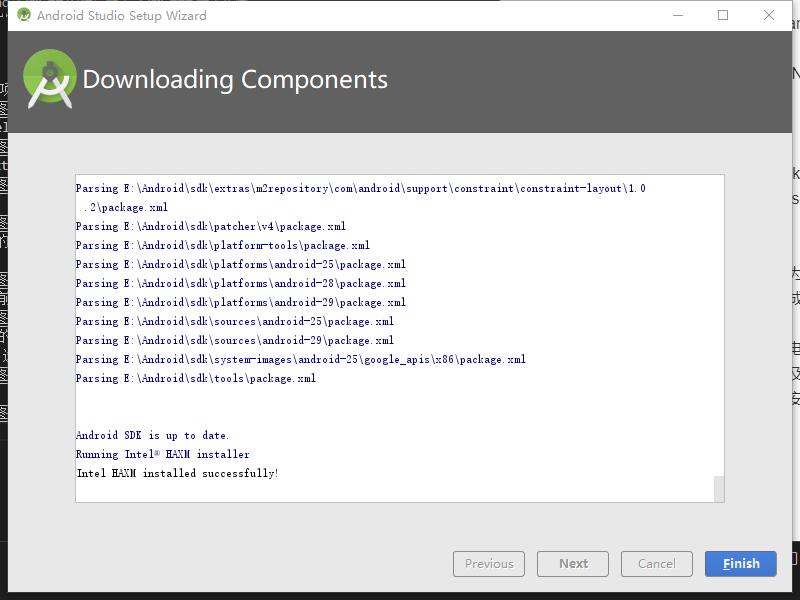 Android Studio Setup Wizard
Downloading Components
Parsing E:\Android\sdk\extras\m2repository\com\android\support\constraint\constraint-layout\1.0
.2\package.xml
Parsing E:\Android\sdk\patcher\v4\package.xml
Parsing E:\Android\sdk\platform-tools\package.xml
Parsing E:\Android\sdk\platforms\android-25\package.xml
Parsing E:\Android\sdk\platforms\android-28\package.xml
Parsing E:\Android\sdk\platforms\android-29\package.xml
Parsing E:\Android\sdk\sources\android-25\package.xml
Parsing E:\Android\sdk\sources\android-29\package.xml
Parsing E:\Android\sdk\system-images\android-25\google_apis\x86\package.xml
Parsing E:\Android\sdk\tools\package.xml
Android SDK is up to date.
Running Intel® HAXM installer
Intel HAXM installed successfully!
Previous
Next
Cancel
Finish